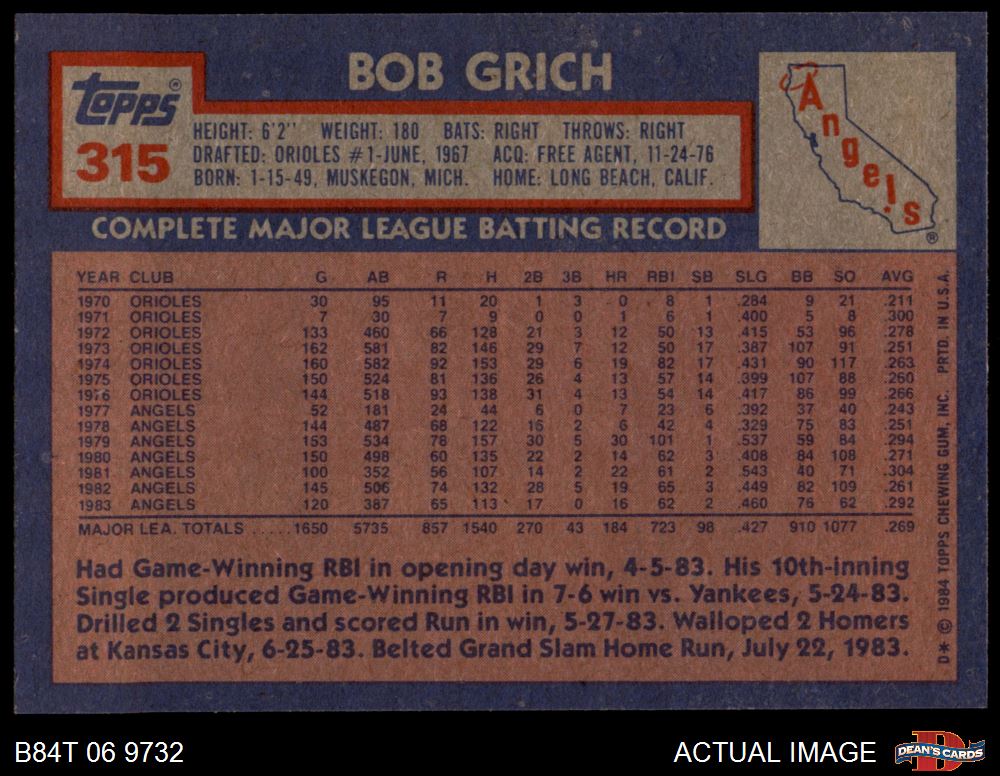 BOB GRICH
Topps®
315
HEIGHT: 6'2" WEIGHT: 180 BATS: RIGHT THROWS: RIGHT
DRAFTED: ORIOLES #1-JUNE, 1967 ACQ: FREE AGENT, 11-24-76
BORN: 1-15-49, MUSKEGON, MICH. HOME: LONG BEACH, CALIF.
Angels
®
COMPLETE MAJOR LEAGUE BATTING RECORD
YEAR CLUB G AB R H 2B 3B HR RBI SB SLG BB SO AVG
1970 ORIOLES 30 95 11 20 1 3 0 8 1 .284 9 21 .211
1971 ORIOLES 7 30 7 9 0 0 1 6 1 .400 5 8 .300
1972 ORIOLES 133 460 66 128 21 3 12 50 13 .415 53 96 .278
1973 ORIOLES 162 581 82 146 29 7 12 50 17 .387 107 91 .251
1974 ORIOLES 160 582 92 153 29 6 19 82 17 .431 90 117 .263
1975 ORIOLES 150 524 81 136 26 4 13 57 14 .399 107 88 .260
1976 ORIOLES 144 518 93 138 31 4 13 54 14 .417 86 99 .266
1977 ANGELS 52 181 24 44 6 0 7 23 6 .392 37 40 .243
1978 ANGELS 144 487 68 122 16 2 6 42 4 .329 75 83 .251
1979 ANGELS 153 534 78 157 30 5 30 101 1 .537 59 84 .294
1980 ANGELS 150 498 60 135 22 2 14 62 3 .408 84 108 .271
1981 ANGELS 100 352 56 107 14 2 22 61 2 .543 40 71 .304
1982 ANGELS 145 506 74 132 28 5 19 65 3 .449 82 109 .261
1983 ANGELS 120 387 65 113 17 0 16 62 2 .460 76 62 .292
MAJOR LEA. TOTALS .....1650 5735 857 1540 270 43 184 723 98 .427 910 1077 .269
Had Game-Winning RBI in opening day win, 4-5-83. His 10th-inning
Single produced Game-Winning RBI in 7-6 win vs. Yankees, 5-24-83.
Drilled 2 Singles and scored Run in win, 5-27-83. Walloped 2 Homers
at Kansas City, 6-25-83. Belted Grand Slam Home Run, July 22, 1983.
D* © 1984 TOPPS CHEWING GUM, INC. PRTD. IN U.S.A.
B84T 06 9732
ACTUAL IMAGE
DEAN'S CARDS